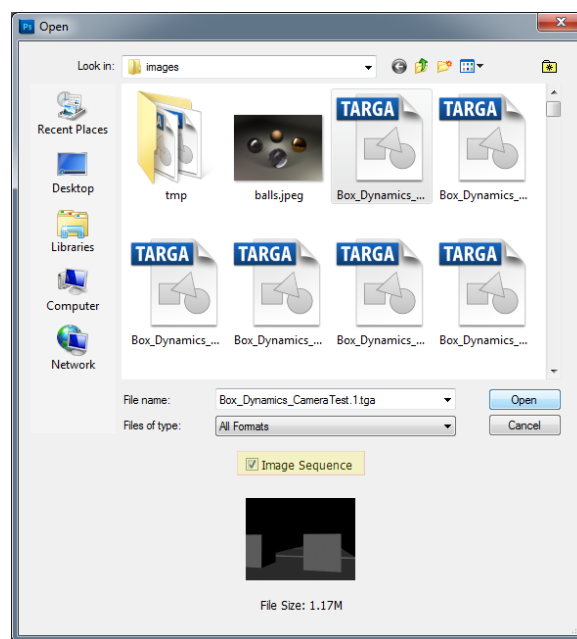 Ps Open
Look in: images
Recent Places
Desktop
Libraries
Computer
Network
TARGA TARGA
tmp balls.jpeg Box_Dynamics_... Box_Dynamics_...
TARGA TARGA TARGA TARGA
Box_Dynamics_... Box_Dynamics_... Box_Dynamics_... Box_Dynamics_...
File name: Box_Dynamics_CameraTest.1.tga Open
Files of type: All Formats Cancel
Image Sequence
File Size: 1.17M